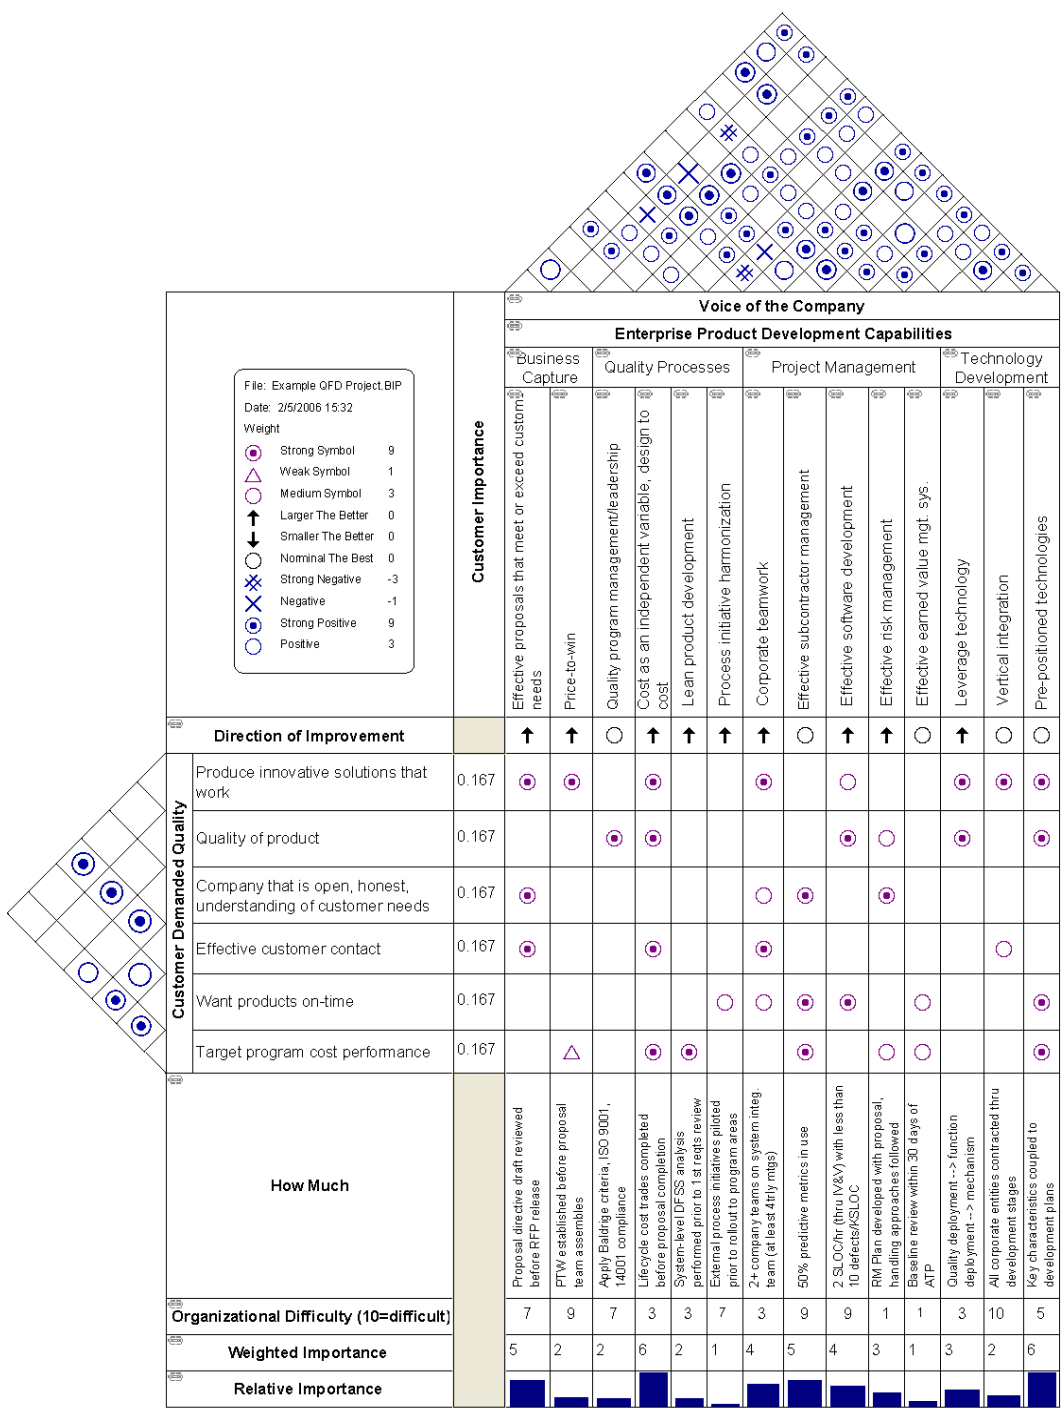 Voice of the Company
Enterprise Product Development Capabilities
Business
Capture
Quality Processes
Project Management
Technology
Development
File: Example QFD Project.BIP
Date: 2/5/2006 15:32
Weight
Strong Symbol 9
Weak Symbol 1
Medium Symbol 3
Larger The Better 0
Smaller The Better 0
Norminal The Best 0
Strong Negative -3
Negative -1
Strong Positive 9
Positive 3
Customer Importance
Effective proposals that meet or exceed custom
needs
Price-to-win
Quality program management/leadership
Cost as an independent variable, design to
cost
Lean product development
Process initiative harmonization
Corporate teamwork
Effective subcontractor management
Effective software development
Effective risk management
Effective earned value mgt. sys.
Leverage technology
Vertical integration
Pre-positioned technologies
Direction of Improvement
Customer Demanded Quality
Produce innovative solutions that 0.167
work
Quality of product 0.167
Company that is open, honest, 0.167
understanding of customer needs
Effective customer contact 0.167
Want products on-time 0.167
Target program cost performance 0.167
How Much
Proposal directive draft reviewed
before RFP release
PTW established before proposal
team assembles
Apply Baldrige criteria, ISO 9001,
14001 compliance
Lifecycle cost trades completed
before proposal completion
System-level DFSS analysis
performed prior to 1st reqts review
External process initiatives piloted
prior to rollout to program areas
2+ company teams on system integ.
team (at least 4trly mtgs)
50% predictive metrics in use
2 SLOC/hr (thru IV&V) with less than
10 defects/KSLOC
RM Plan developed with proposal,
handling approaches followed
Baseline review within 30 days of
ATP
Quality deployment --> function
deployment --> mechanism
All corporate entities contracted thru
development stages
Key characteristics coupled to
development plans
Organizational Difficulty (10=difficult) 7 9 7 3 3 7 3 9 9 1 1 3 10 5
Weighted Importance 5 2 2 6 2 1 4 5 4 3 1 3 2 6
Relative Importance